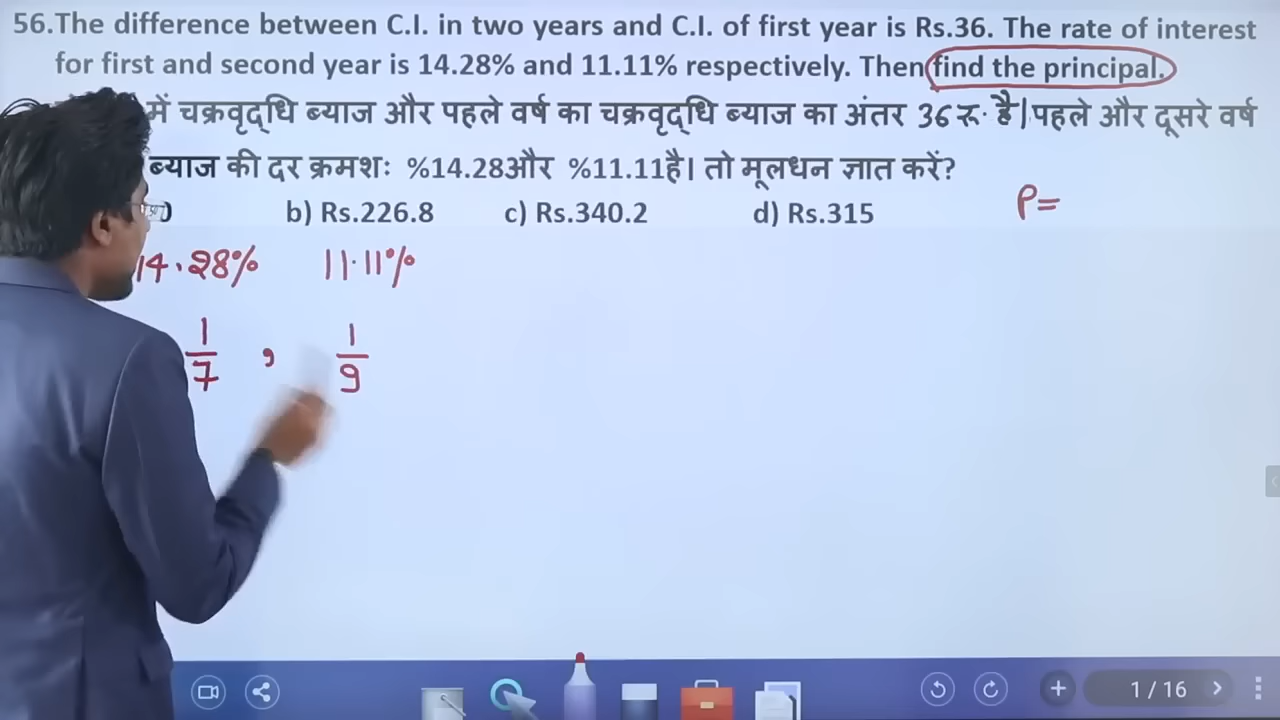 56.The difference between C.I. in two years and C.I. of first year is Rs.36. The rate of interest
for first and second year is 14.28% and 11.11% respectively. Then find the principal.
में चक्रवृद्धि ब्याज और पहले वर्ष का चक्रवृद्धि ब्याज का अंतर 36 रू. है। पहले और दूसरे वर्ष
ब्याज की दर क्रमशः %14.28और %11.11है। तो मूलधन ज्ञात करें?
b) Rs.226.8 c) Rs.340.2 d) Rs.315
P=
14.28% 11.11%
1/7 , 1/9
1 / 16